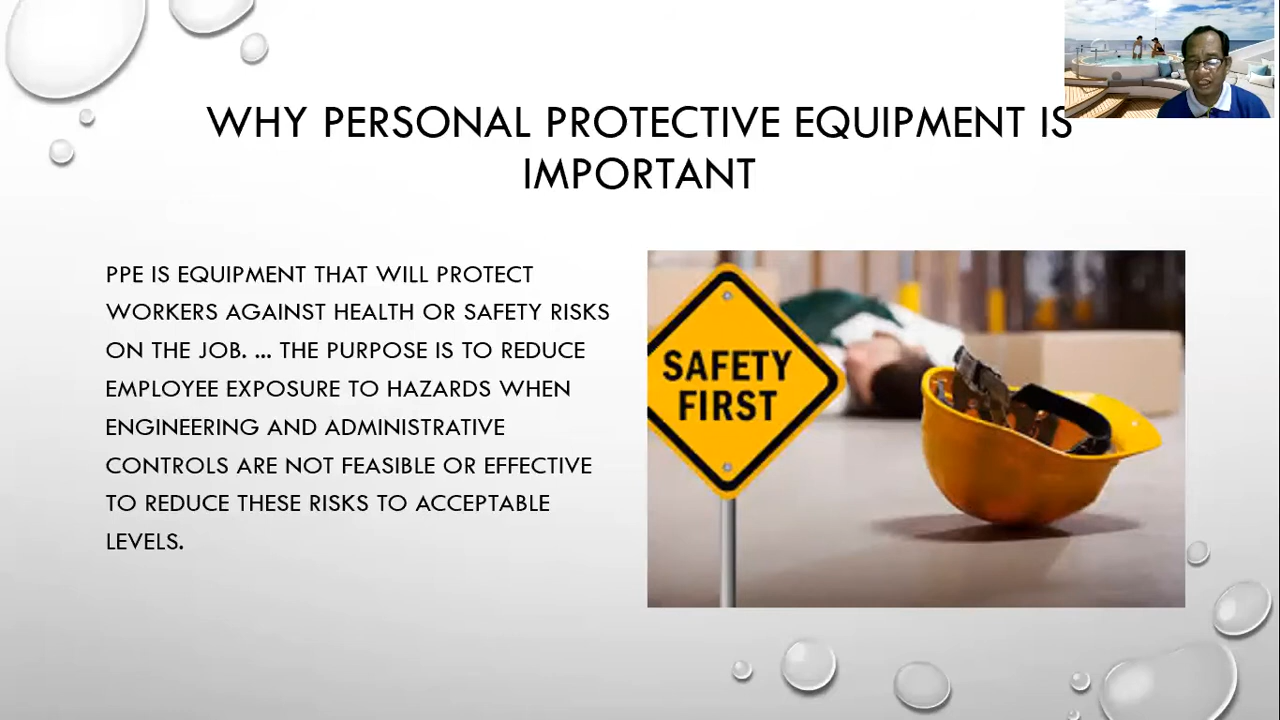 WHY PERSONAL PROTECTIVE EQUIPMENT IS
IMPORTANT
PPE IS EQUIPMENT THAT WILL PROTECT
WORKERS AGAINST HEALTH OR SAFETY RISKS
ON THE JOB. ... THE PURPOSE IS TO REDUCE
EMPLOYEE EXPOSURE TO HAZARDS WHEN
ENGINEERING AND ADMINISTRATIVE
CONTROLS ARE NOT FEASIBLE OR EFFECTIVE
TO REDUCE THESE RISKS TO ACCEPTABLE
LEVELS.
SAFETY
FIRST